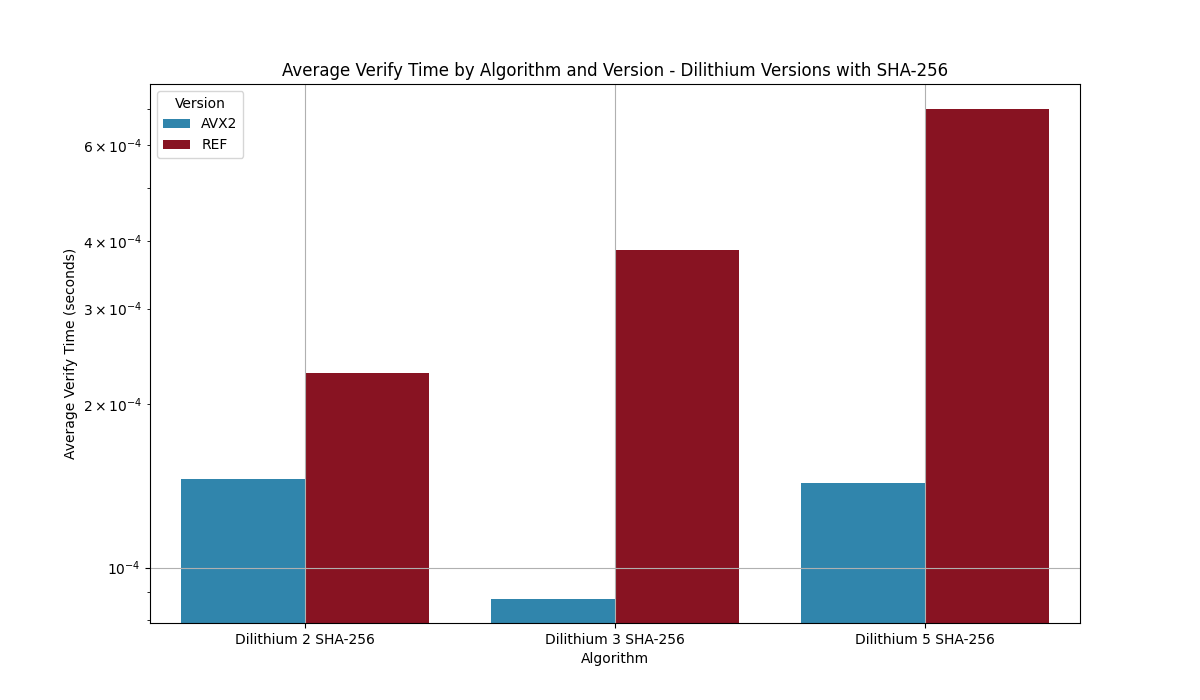 Average Verify Time by Algorithm and Version - Dilithium Versions with SHA-256
Version
AVX2
REF
6 × 10⁻⁴
4 × 10⁻⁴
3 × 10⁻⁴
2 × 10⁻⁴
10⁻⁴
Average Verify Time (seconds)
Dilithium 2 SHA-256
Dilithium 3 SHA-256
Dilithium 5 SHA-256
Algorithm